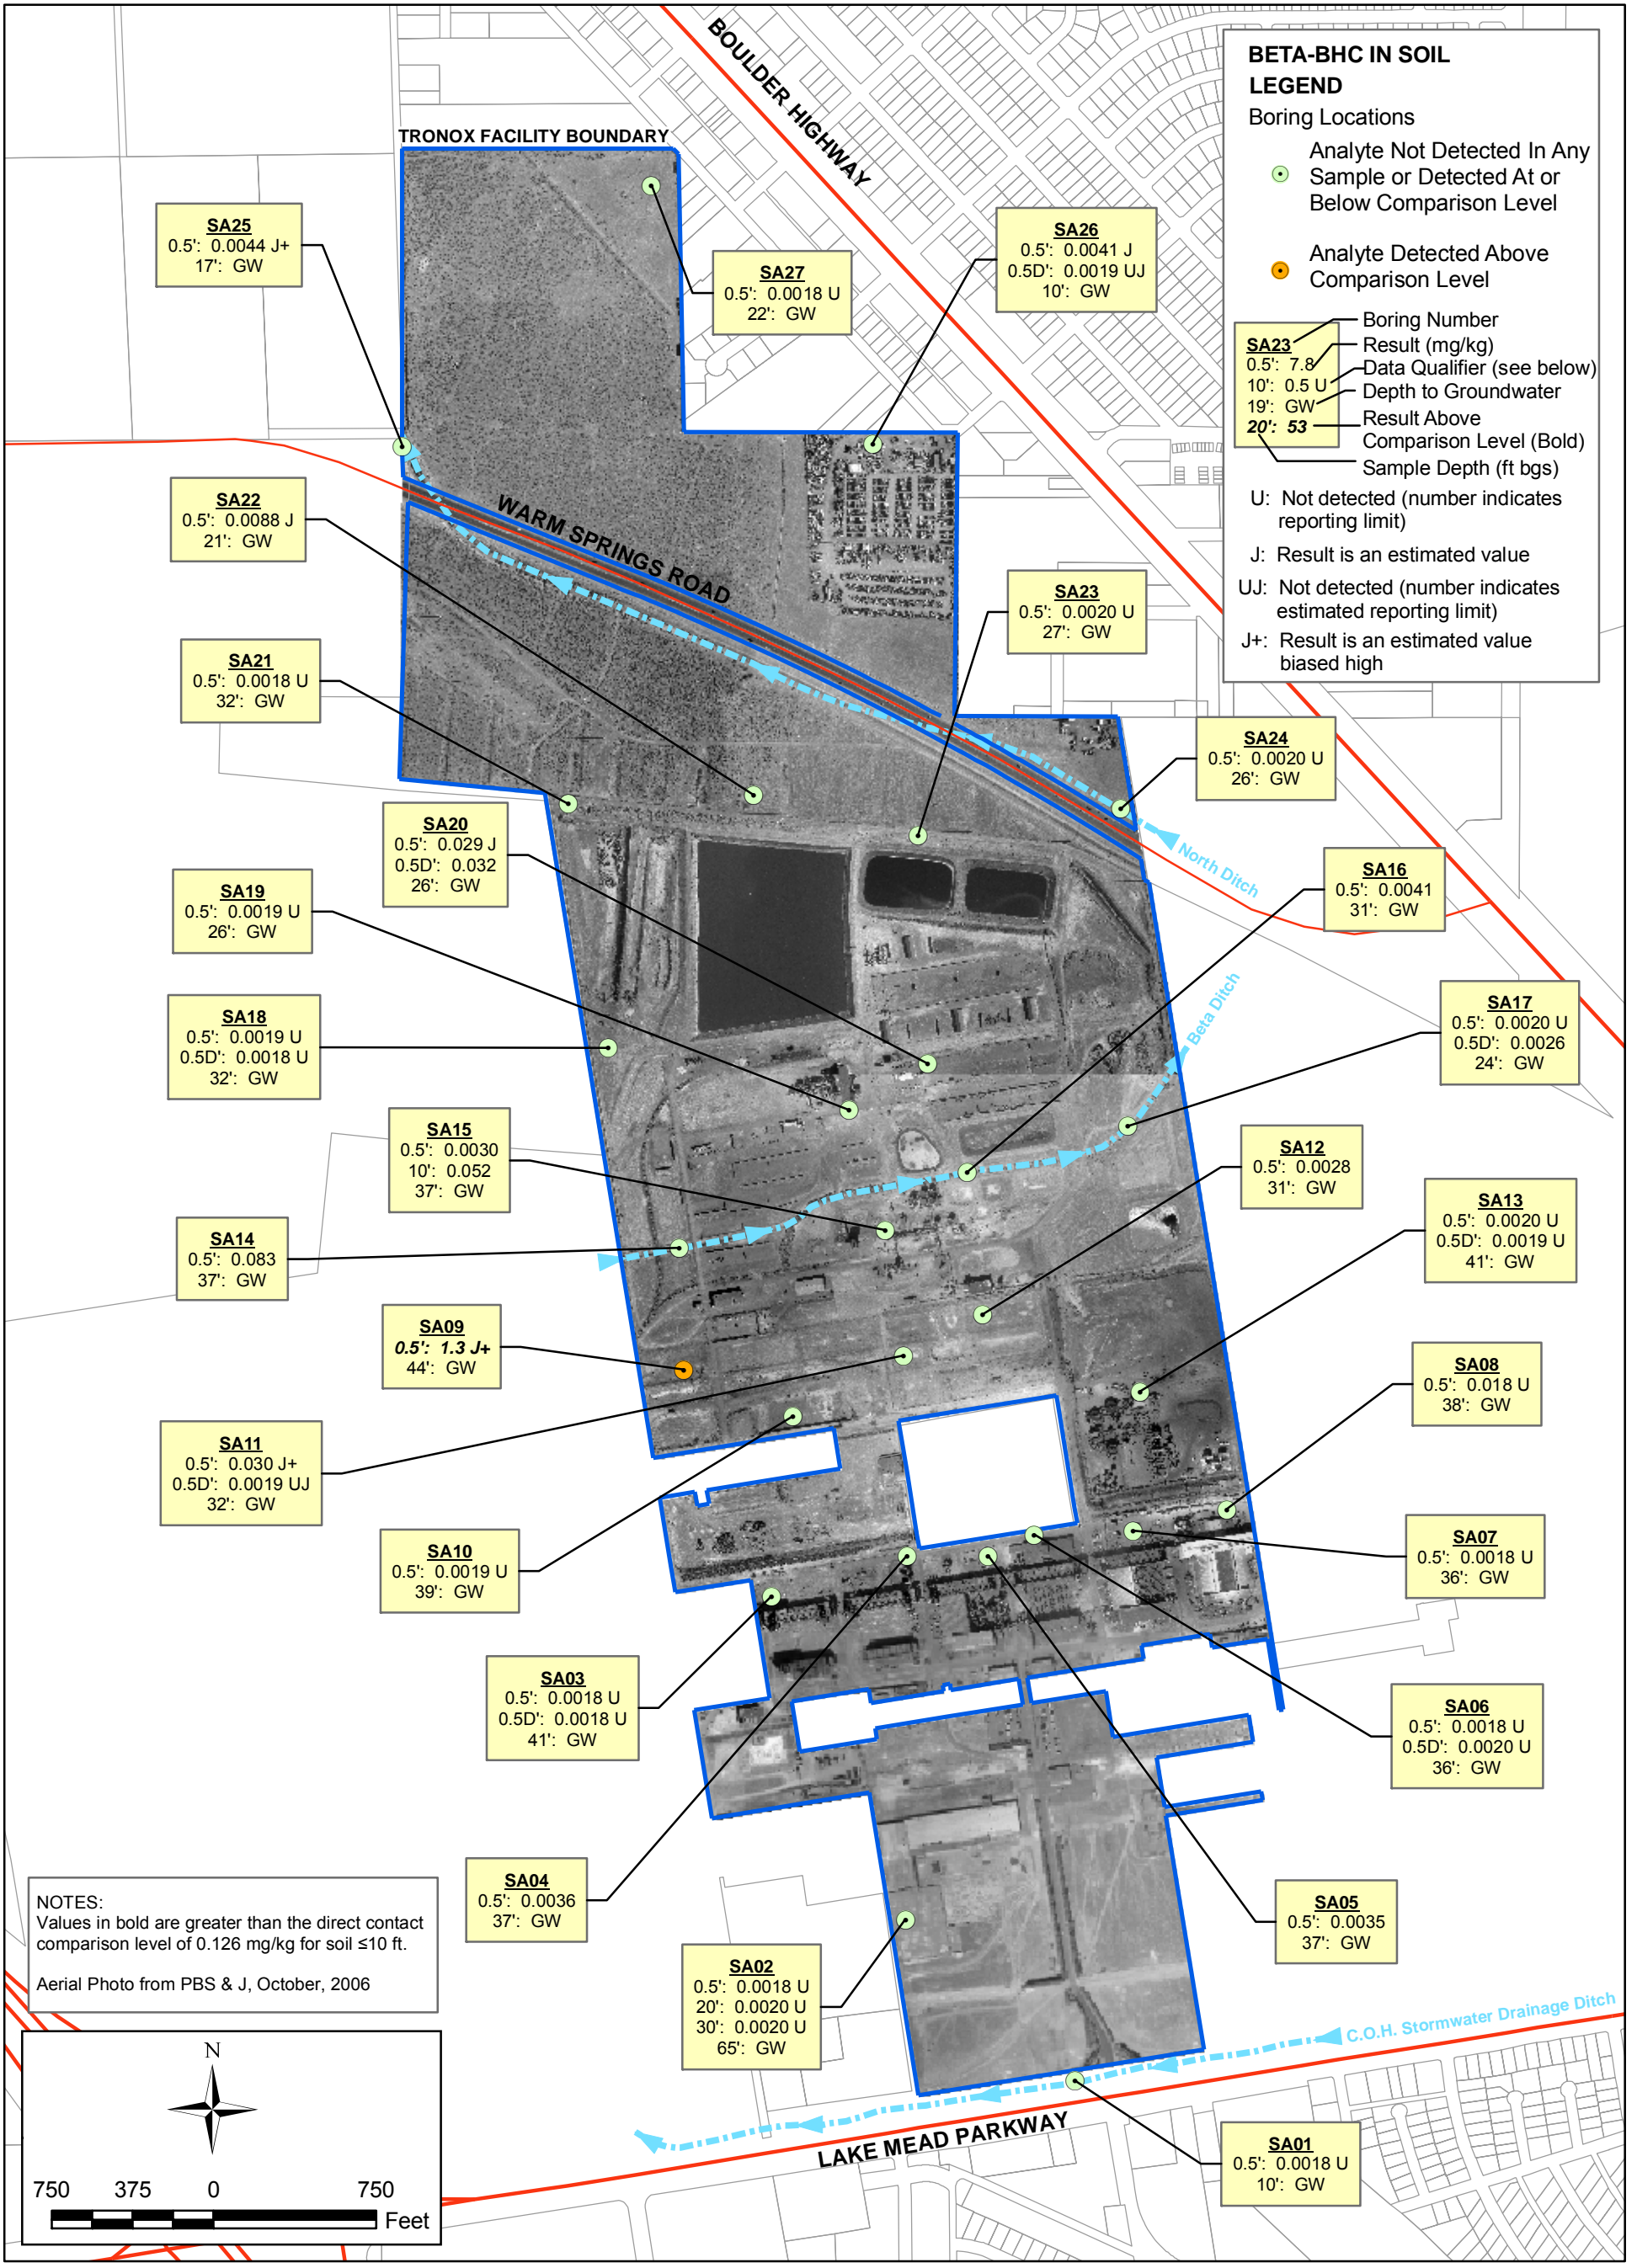 BOULDER HIGHWAY
TRONOX FACILITY BOUNDARY
BETA-BHC IN SOIL
LEGEND
Boring Locations
Analyte Not Detected In Any
Sample or Detected At or
Below Comparison Level
Analyte Detected Above
Comparison Level
SA23
0.5': 7.8
10': 0.5 U
19': GW
20': 53
Boring Number
Result (mg/kg)
Data Qualifier (see below)
Depth to Groundwater
Result Above
Comparison Level (Bold)
Sample Depth (ft bgs)
U: Not detected (number indicates
reporting limit)
J: Result is an estimated value
UJ: Not detected (number indicates
estimated reporting limit)
J+: Result is an estimated value
biased high
SA25
0.5': 0.0044 J+
17': GW
SA27
0.5': 0.0018 U
22': GW
SA26
0.5': 0.0041 J
0.5D': 0.0019 UJ
10': GW
SA22
0.5': 0.0088 J
21': GW
WARM SPRINGS ROAD
SA23
0.5': 0.0020 U
27': GW
SA21
0.5': 0.0018 U
32': GW
SA24
0.5': 0.0020 U
26': GW
SA20
0.5': 0.029 J
0.5D': 0.032
26': GW
North Ditch
SA16
0.5': 0.0041
31': GW
SA19
0.5': 0.0019 U
26': GW
SA18
0.5': 0.0019 U
0.5D': 0.0018 U
32': GW
Beta Ditch
SA17
0.5': 0.0020 U
0.5D': 0.0026
24': GW
SA15
0.5': 0.0030
10': 0.052
37': GW
SA12
0.5': 0.0028
31': GW
SA13
0.5': 0.0020 U
0.5D': 0.0019 U
41': GW
SA14
0.5': 0.083
37': GW
SA09
0.5': 1.3 J+
44': GW
SA08
0.5': 0.018 U
38': GW
SA11
0.5': 0.030 J+
0.5D': 0.0019 UJ
32': GW
SA10
0.5': 0.0019 U
39': GW
SA07
0.5': 0.0018 U
36': GW
SA03
0.5': 0.0018 U
0.5D': 0.0018 U
41': GW
SA06
0.5': 0.0018 U
0.5D': 0.0020 U
36': GW
SA04
0.5': 0.0036
37': GW
SA05
0.5': 0.0035
37': GW
SA02
0.5': 0.0018 U
20': 0.0020 U
30': 0.0020 U
65': GW
NOTES:
Values in bold are greater than the direct contact
comparison level of 0.126 mg/kg for soil ≤10 ft.
Aerial Photo from PBS & J, October, 2006
C.O.H. Stormwater Drainage Ditch
LAKE MEAD PARKWAY
SA01
0.5': 0.0018 U
10': GW
N
750 375 0 750
Feet